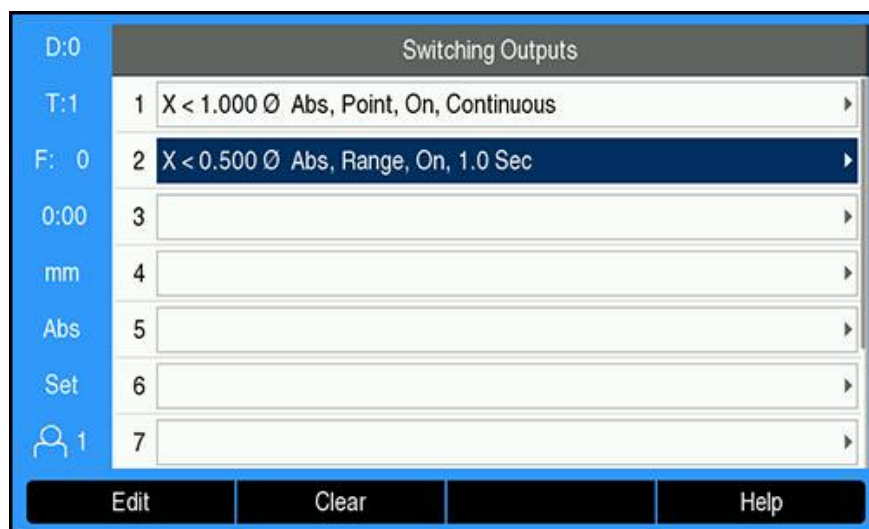 D:0 Switching Outputs
T:1 1 X < 1.000 Ø Abs, Point, On, Continuous
F: 0 2 X < 0.500 Ø Abs, Range, On, 1.0 Sec
0:00 3
mm 4
Abs 5
Set 6
1 7
Edit Clear Help